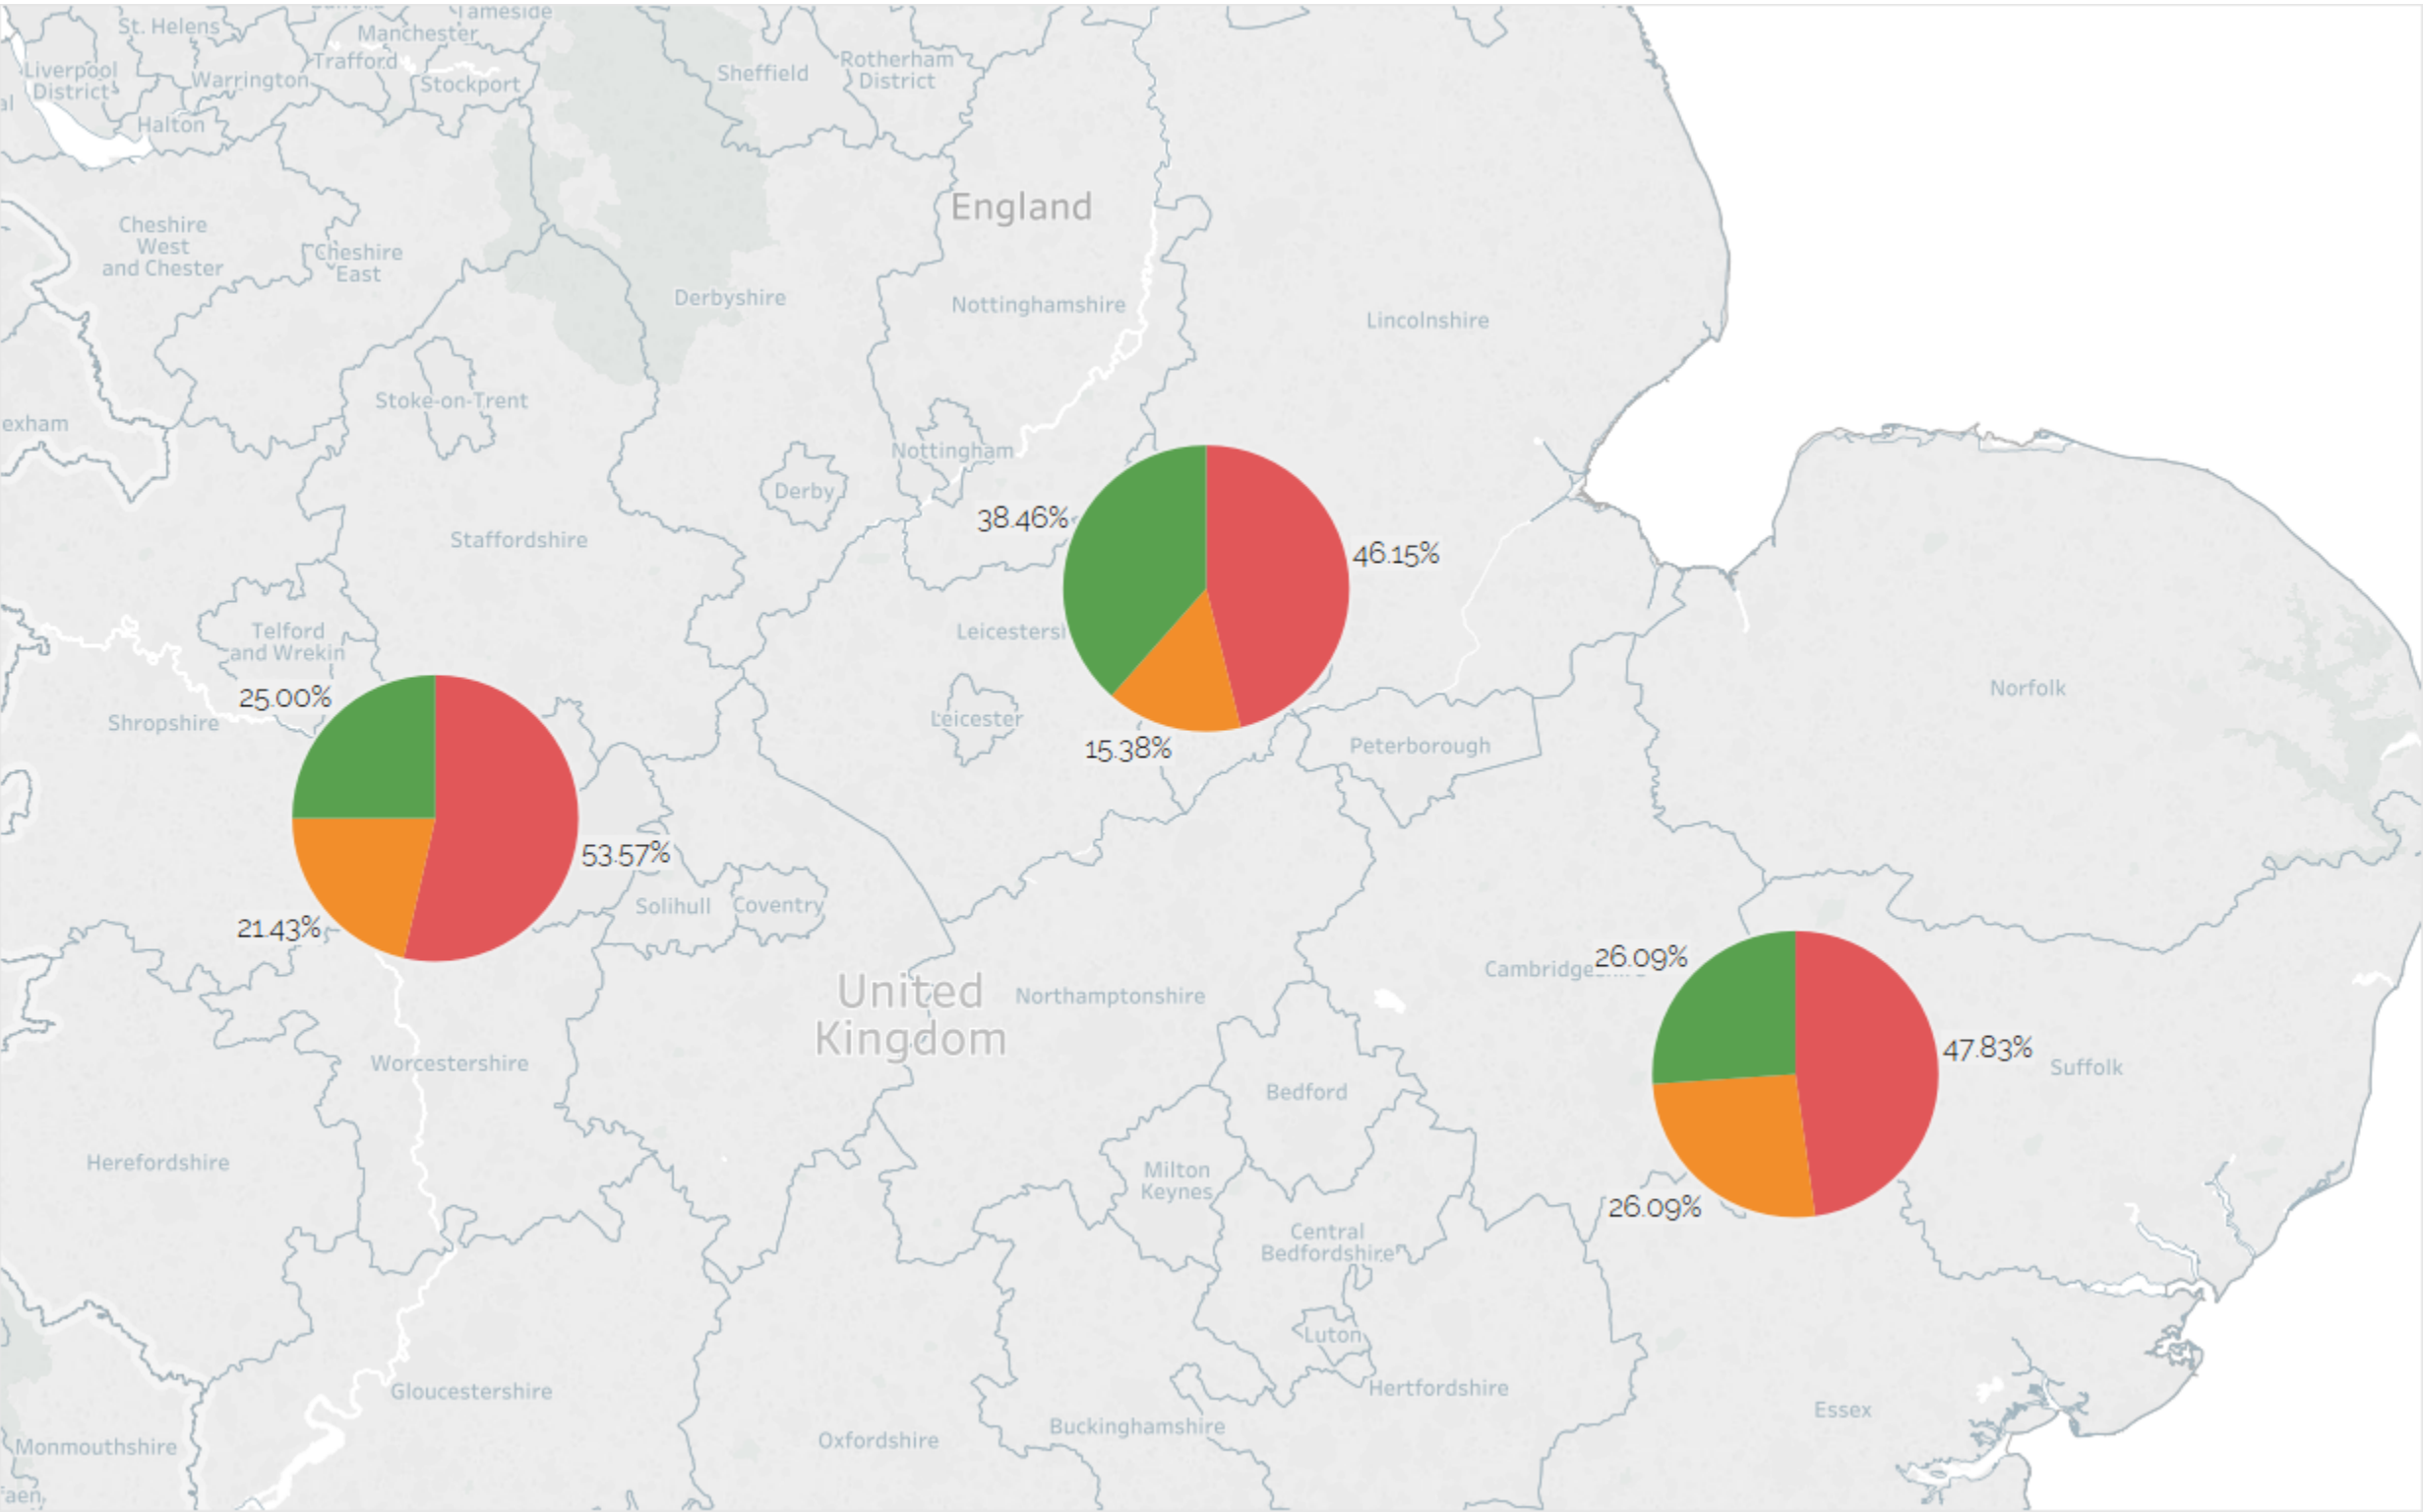 St. Helens
Tameside
Manchester
Trafford
Liverpool
District
Warrington
Stockport
Halton
Sheffield
Rotherham
District
England
Cheshire
West
and Chester
Cheshire
East
Derbyshire
Nottinghamshire
Lincolnshire
Stoke-on-Trent
exham
Nottingham
Derby
38.46%
46.15%
Staffordshire
Telford
and Wrekin
Leicestersl
25.00%
Shropshire
Leicester
15.38%
Peterborough
Norfolk
53.57%
21.43%
Solihull
Coventry
United
Kingdom
Northamptonshire
26.09%
47.83%
Suffolk
Worcestershire
Bedford
Herefordshire
Milton
Keynes
26.09%
Central
Bedfordshire
Luton
Gloucestershire
Hertfordshire
Essex
Buckinghamshire
Oxfordshire
Monmouthshire
faen